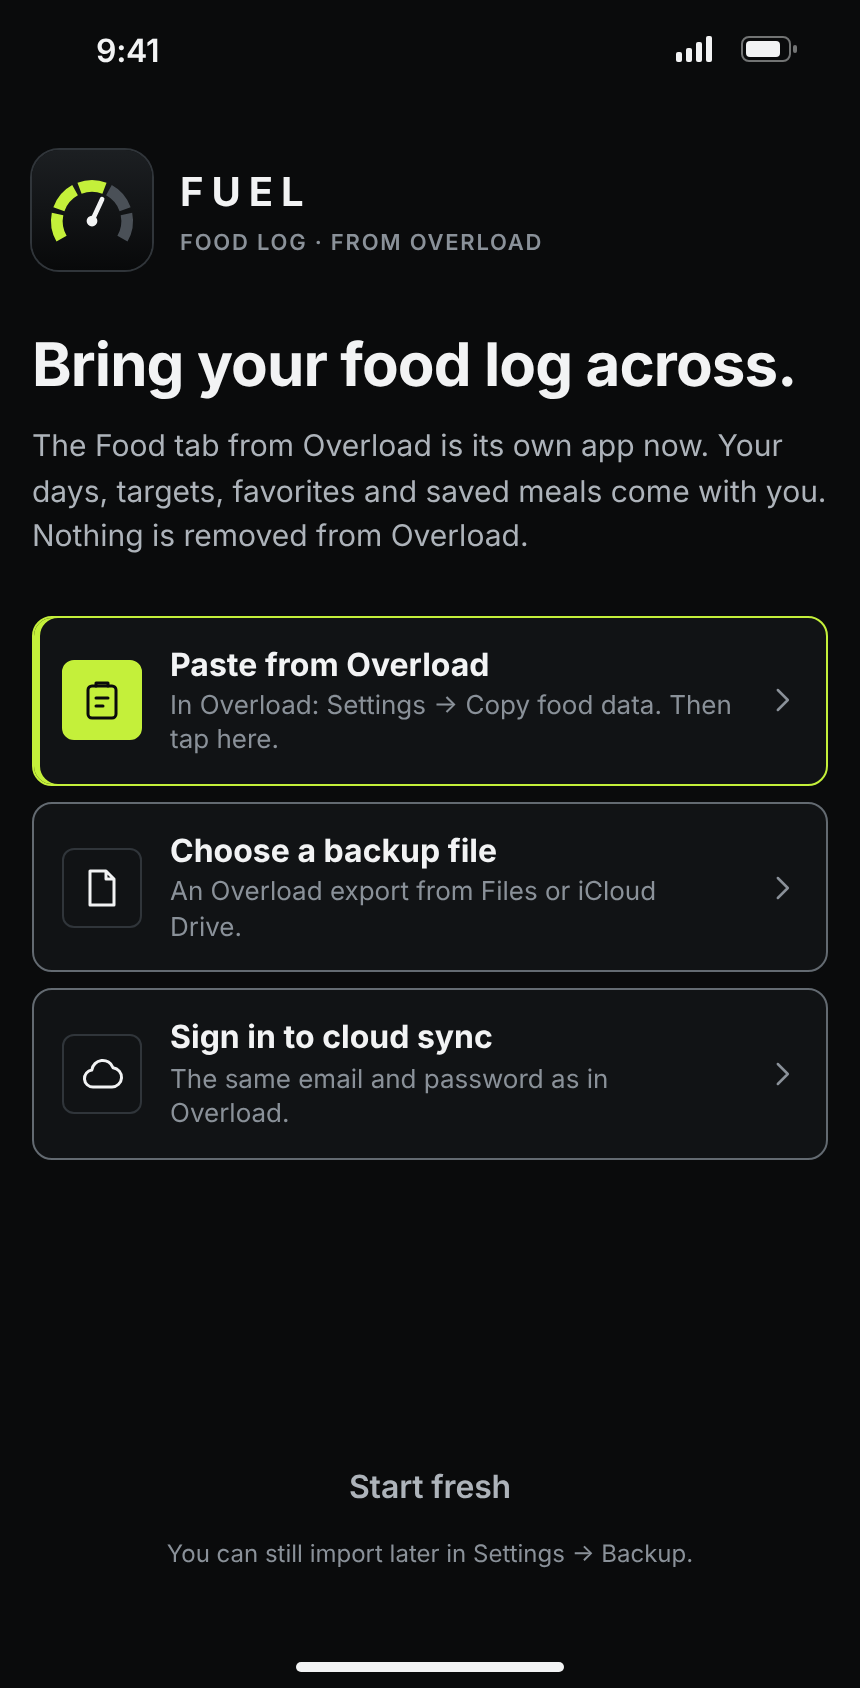 9:41
FUEL
FOOD LOG · FROM OVERLOAD
Bring your food log across.
The Food tab from Overload is its own app now. Your
days, targets, favorites and saved meals come with you.
Nothing is removed from Overload.
Paste from Overload
In Overload: Settings → Copy food data. Then
tap here.
Choose a backup file
An Overload export from Files or iCloud
Drive.
Sign in to cloud sync
The same email and password as in
Overload.
Start fresh
You can still import later in Settings → Backup.